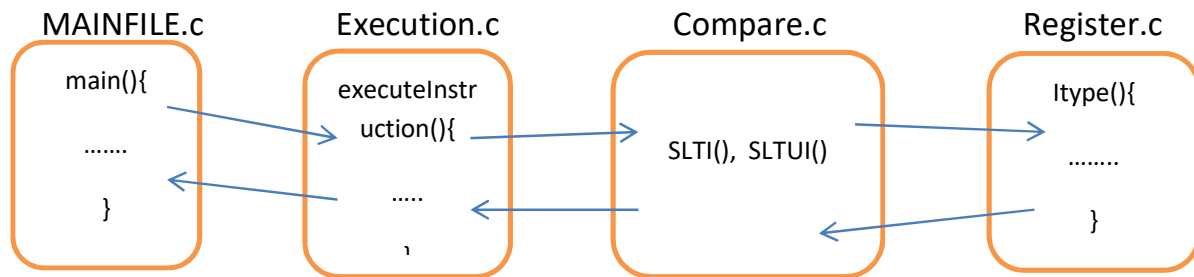 MAINFILE.c
Execution.c
Compare.c
Register.c
main(){
…….
}
executeInstr
uction(){
…..
SLTI(), SLTUI()
Itype(){
……..
}